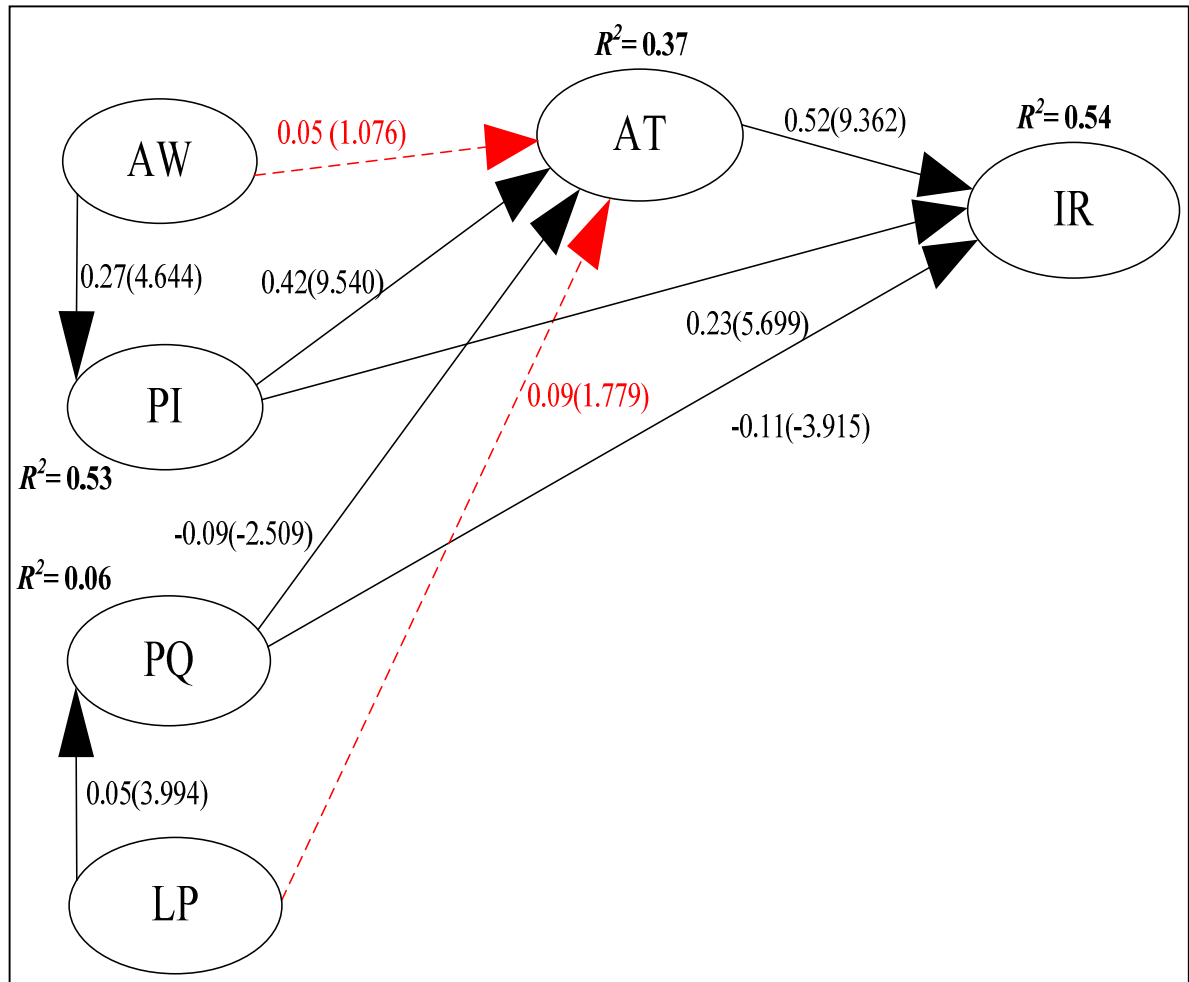 R²= 0.37
AW
0.05 (1.076)
AT
0.52(9.362)
R²= 0.54
IR
0.27(4.644)
0.42(9.540)
0.23(5.699)
PI
0.09(1.779)
-0.11(-3.915)
R²= 0.53
-0.09(-2.509)
R²= 0.06
PQ
0.05(3.994)
LP